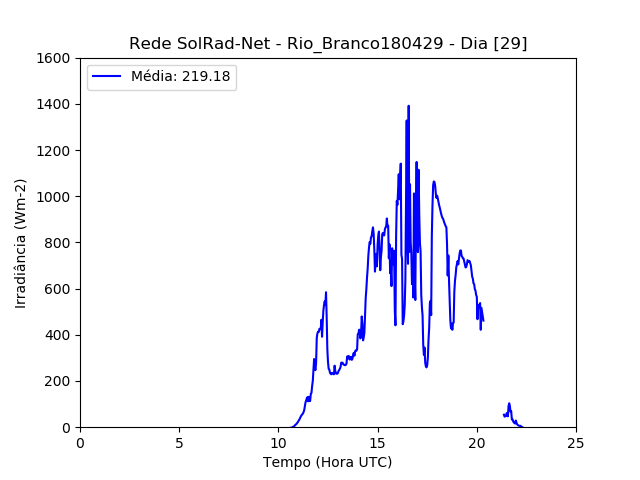 Rede SolRad-Net - Rio_Branco180429 - Dia [29]
Média: 219.18
Irradiância (Wm-2)
1600
1400
1200
1000
800
600
400
200
0
0 5 10 15 20 25
Tempo (Hora UTC)